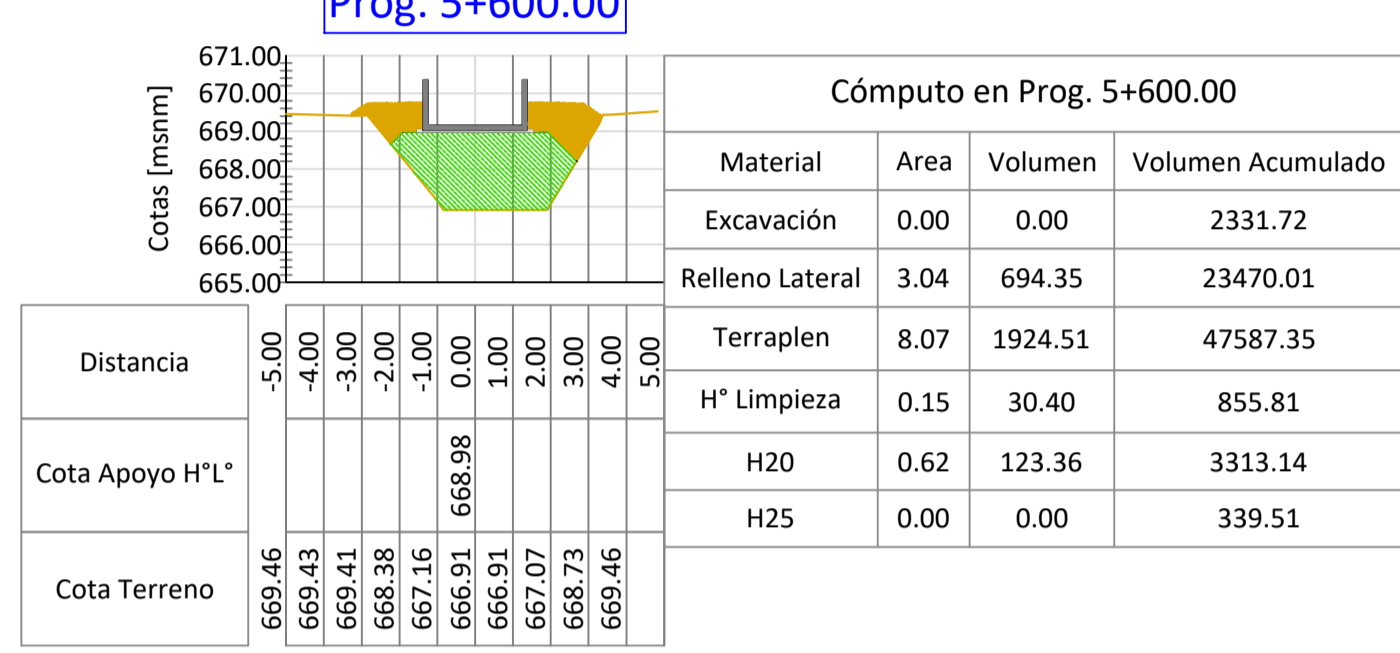 Prog. 5+600.00
671.00
670.00
669.00
668.00
667.00
666.00
665.00
Cotas [msnm]
Distancia
-5.00 -4.00 -3.00 -2.00 -1.00 0.00 1.00 2.00 3.00 4.00 5.00
Cota Apoyo H°L°
668.98
Cota Terreno
669.46 669.43 669.41 668.38 667.16 666.91 666.91 667.07 668.73 669.46
Cómputo en Prog. 5+600.00
Material Area Volumen Volumen Acumulado
Excavación 0.00 0.00 2331.72
Relleno Lateral 3.04 694.35 23470.01
Terraplen 8.07 1924.51 47587.35
H° Limpieza 0.15 30.40 855.81
H20 0.62 123.36 3313.14
H25 0.00 0.00 339.51